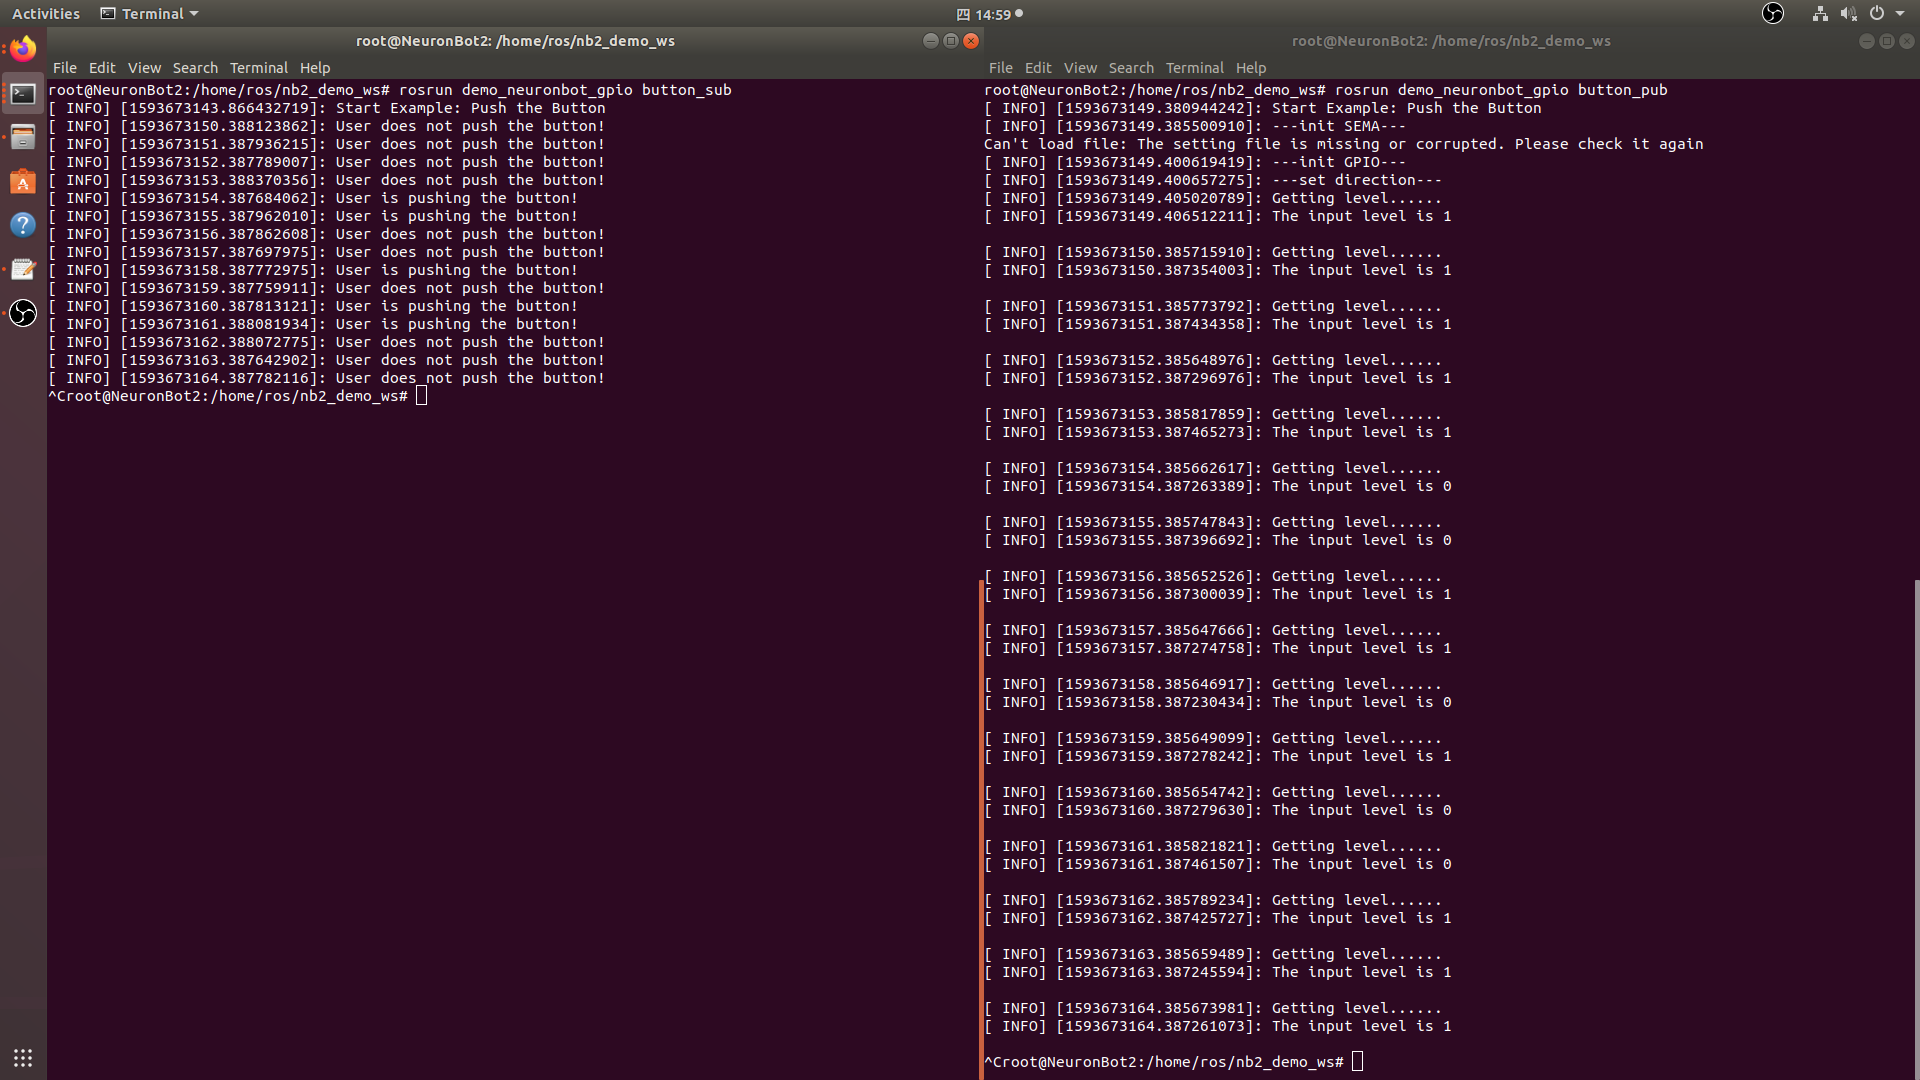 Activities Terminal 四 14:59
root@NeuronBot2: /home/ros/nb2_demo_ws
File Edit View Search Terminal Help
root@NeuronBot2:/home/ros/nb2_demo_ws# rosrun demo_neuronbot_gpio button_sub
[ INFO] [1593673143.866432719]: Start Example: Push the Button
[ INFO] [1593673150.388123862]: User does not push the button!
[ INFO] [1593673151.387936215]: User does not push the button!
[ INFO] [1593673152.387789007]: User does not push the button!
[ INFO] [1593673153.388370356]: User does not push the button!
[ INFO] [1593673154.387684062]: User is pushing the button!
[ INFO] [1593673155.387962010]: User is pushing the button!
[ INFO] [1593673156.387862608]: User does not push the button!
[ INFO] [1593673157.387697975]: User does not push the button!
[ INFO] [1593673158.387772975]: User is pushing the button!
[ INFO] [1593673159.387759911]: User does not push the button!
[ INFO] [1593673160.387813121]: User is pushing the button!
[ INFO] [1593673161.388081934]: User is pushing the button!
[ INFO] [1593673162.388072775]: User does not push the button!
[ INFO] [1593673163.387642902]: User does not push the button!
[ INFO] [1593673164.387782116]: User does not push the button!
^Croot@NeuronBot2:/home/ros/nb2_demo_ws#
root@NeuronBot2: /home/ros/nb2_demo_ws
File Edit View Search Terminal Help
root@NeuronBot2:/home/ros/nb2_demo_ws# rosrun demo_neuronbot_gpio button_pub
[ INFO] [1593673149.380944242]: Start Example: Push the Button
[ INFO] [1593673149.385500910]: ---init SEMA---
Can't load file: The setting file is missing or corrupted. Please check it again
[ INFO] [1593673149.400619419]: ---init GPIO---
[ INFO] [1593673149.400657275]: ---set direction---
[ INFO] [1593673149.405020789]: Getting level......
[ INFO] [1593673149.406512211]: The input level is 1
[ INFO] [1593673150.385715910]: Getting level......
[ INFO] [1593673150.387354003]: The input level is 1
[ INFO] [1593673151.385773792]: Getting level......
[ INFO] [1593673151.387434358]: The input level is 1
[ INFO] [1593673152.385648976]: Getting level......
[ INFO] [1593673152.387296976]: The input level is 1
[ INFO] [1593673153.385817859]: Getting level......
[ INFO] [1593673153.387465273]: The input level is 1
[ INFO] [1593673154.385662617]: Getting level......
[ INFO] [1593673154.387263389]: The input level is 0
[ INFO] [1593673155.385747843]: Getting level......
[ INFO] [1593673155.387396692]: The input level is 0
[ INFO] [1593673156.385652526]: Getting level......
[ INFO] [1593673156.387300039]: The input level is 1
[ INFO] [1593673157.385647666]: Getting level......
[ INFO] [1593673157.387274758]: The input level is 1
[ INFO] [1593673158.385646917]: Getting level......
[ INFO] [1593673158.387230434]: The input level is 0
[ INFO] [1593673159.385649099]: Getting level......
[ INFO] [1593673159.387278242]: The input level is 1
[ INFO] [1593673160.385654742]: Getting level......
[ INFO] [1593673160.387279630]: The input level is 0
[ INFO] [1593673161.385821821]: Getting level......
[ INFO] [1593673161.387461507]: The input level is 0
[ INFO] [1593673162.385789234]: Getting level......
[ INFO] [1593673162.387425727]: The input level is 1
[ INFO] [1593673163.385659489]: Getting level......
[ INFO] [1593673163.387245594]: The input level is 1
[ INFO] [1593673164.385673981]: Getting level......
[ INFO] [1593673164.387261073]: The input level is 1
^Croot@NeuronBot2:/home/ros/nb2_demo_ws#